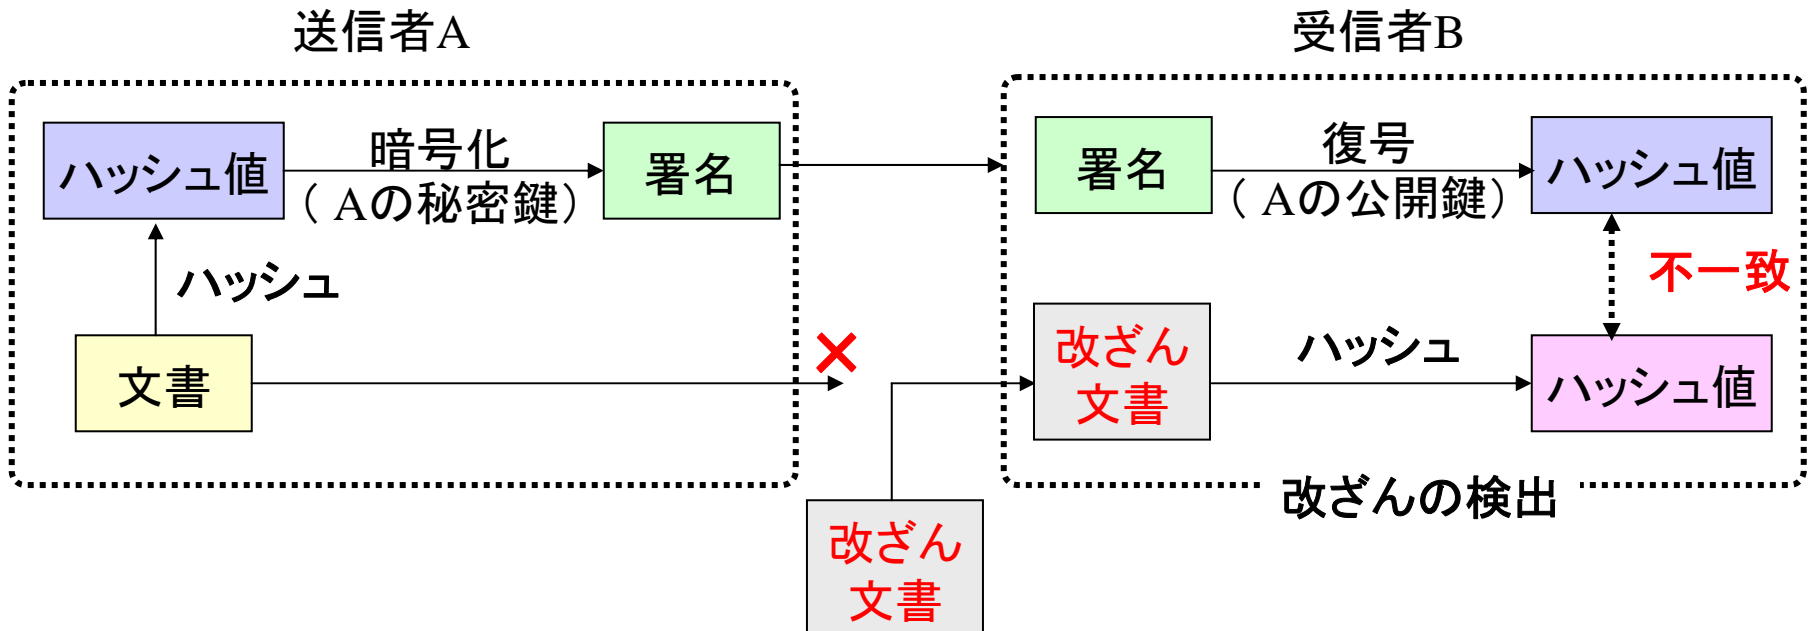 送信者A
受信者B
ハッシュ値
暗号化
（Aの秘密鍵）
署名
ハッシュ
文書
署名
復号
（Aの公開鍵）
ハッシュ値
不一致
改ざん
文書
ハッシュ
ハッシュ値
改ざんの検出
改ざん
文書